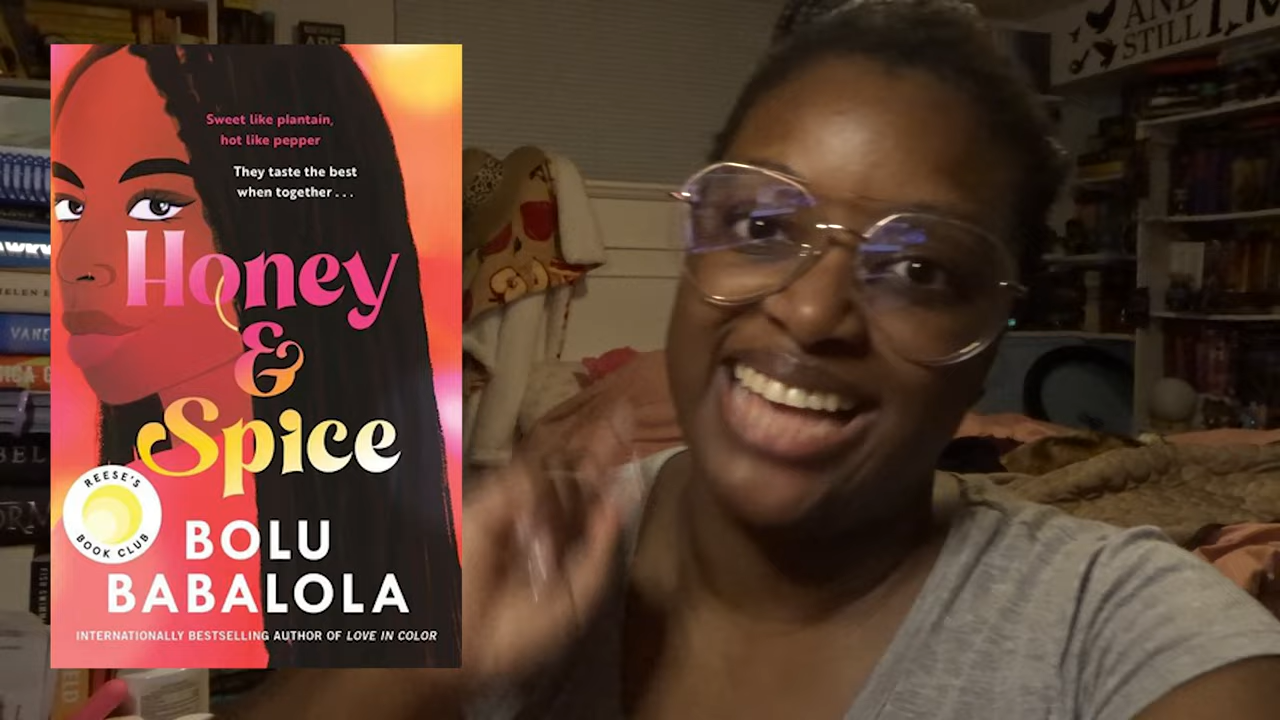 Sweet like plantain,
hot like pepper
They taste the best
when together...
Honey
&
Spice
REESE'S
BOOK CLUB
BOLU
BABALOLA
INTERNATIONALLY BESTSELLING AUTHOR OF LOVE IN COLOR
AND
STILL I